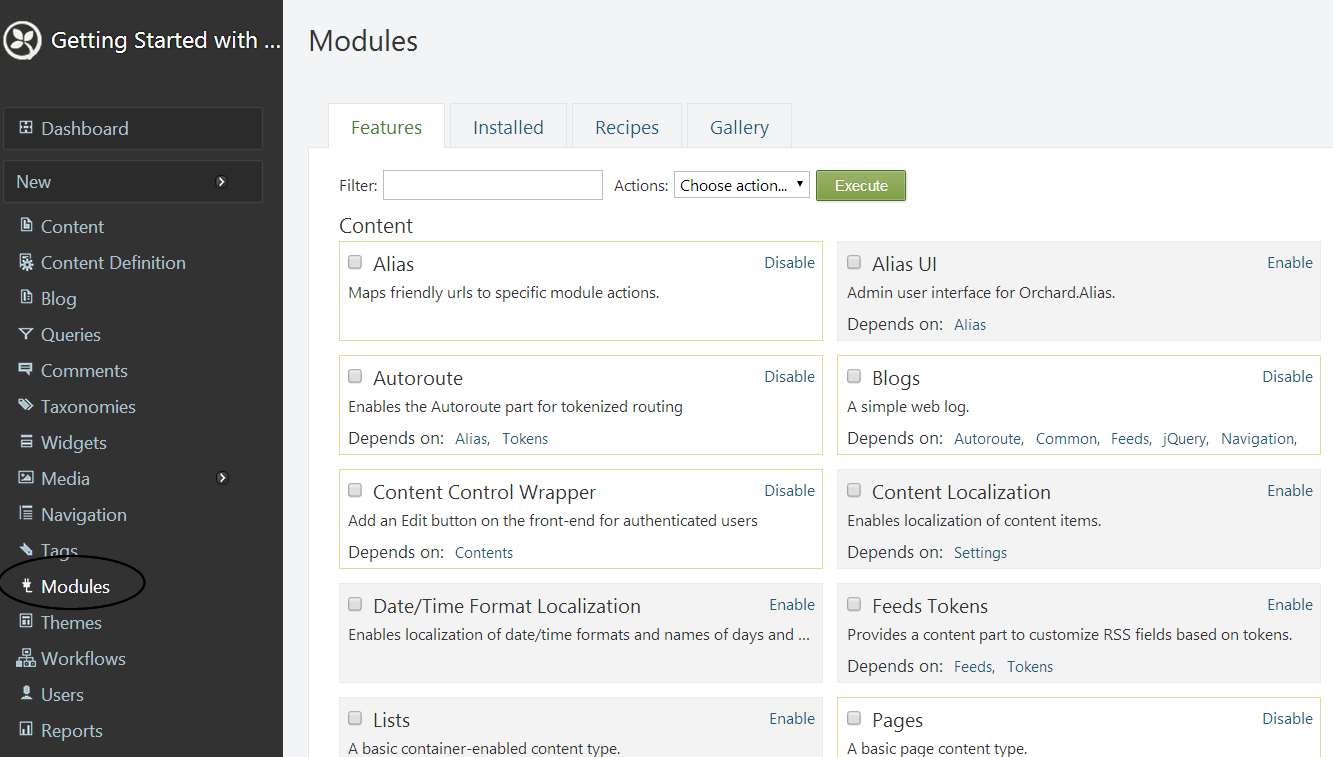 Getting Started with ...
Dashboard
New
Content
Content Definition
Blog
Queries
Comments
Taxonomies
Widgets
Media
Navigation
Tags
Modules
Themes
Workflows
Users
Reports
Modules
Features Installed Recipes Gallery
Filter: Actions: Choose action... Execute
Content
Alias Disable
Maps friendly urls to specific module actions.
Alias UI Enable
Admin user interface for Orchard.Alias.
Depends on: Alias
Autoroute Disable
Enables the Autoroute part for tokenized routing
Depends on: Alias, Tokens
Blogs Disable
A simple web log.
Depends on: Autoroute, Common, Feeds, jQuery, Navigation,
Content Control Wrapper Disable
Add an Edit button on the front-end for authenticated users
Depends on: Contents
Content Localization Enable
Enables localization of content items.
Depends on: Settings
Date/Time Format Localization Enable
Enables localization of date/time formats and names of days and ...
Feeds Tokens Enable
Provides a content part to customize RSS fields based on tokens.
Depends on: Feeds, Tokens
Lists Enable
A basic container-enabled content type.
Pages Disable
A basic page content type.